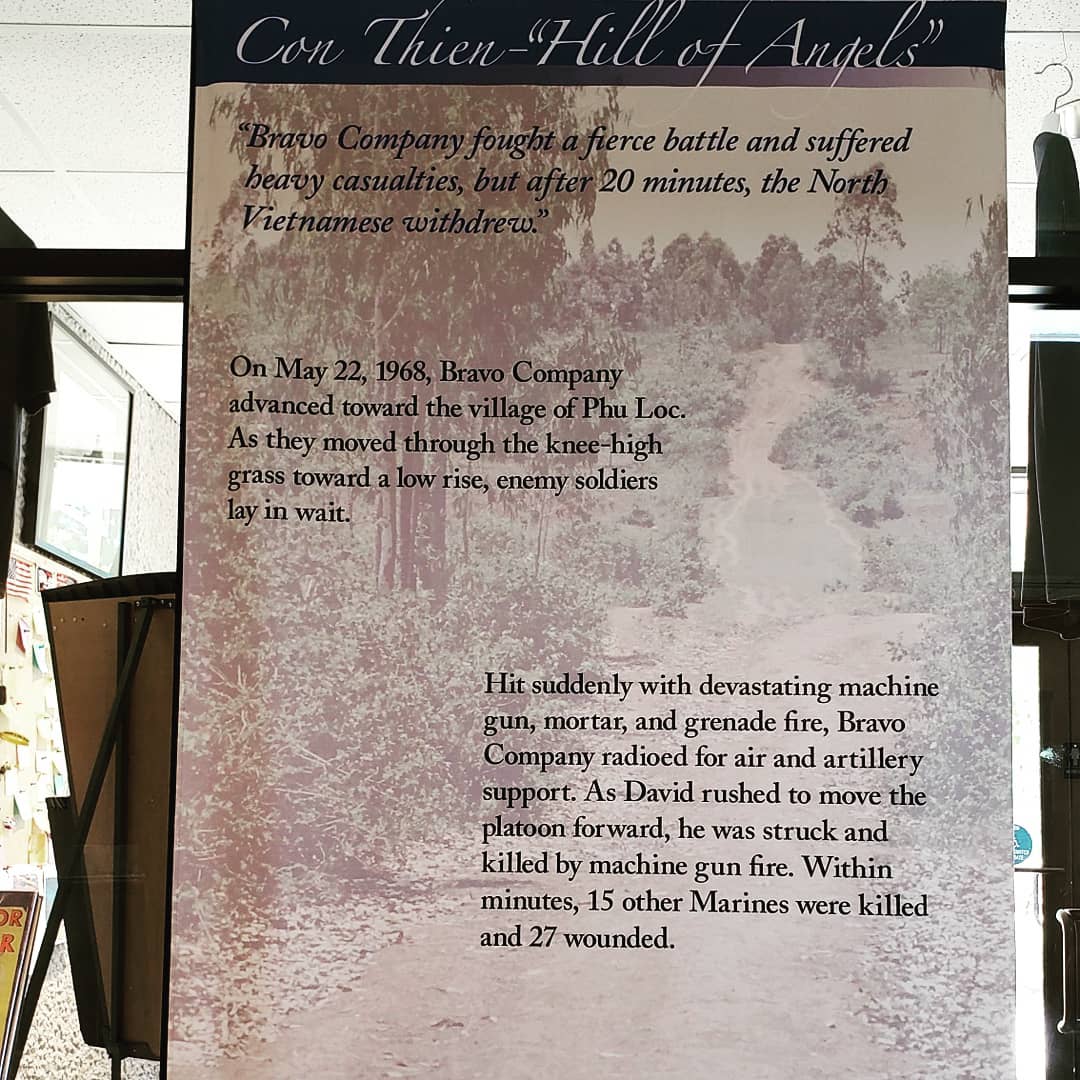 Con Thien-"Hill of Angels"
"Bravo Company fought a fierce battle and suffered
heavy casualties, but after 20 minutes, the North
Vietnamese withdrew."
On May 22, 1968, Bravo Company
advanced toward the village of Phu Loc.
As they moved through the knee-high
grass toward a low rise, enemy soldiers
lay in wait.
Hit suddenly with devastating machine
gun, mortar, and grenade fire, Bravo
Company radioed for air and artillery
support. As David rushed to move the
platoon forward, he was struck and
killed by machine gun fire. Within
minutes, 15 other Marines were killed
and 27 wounded.
OR
R